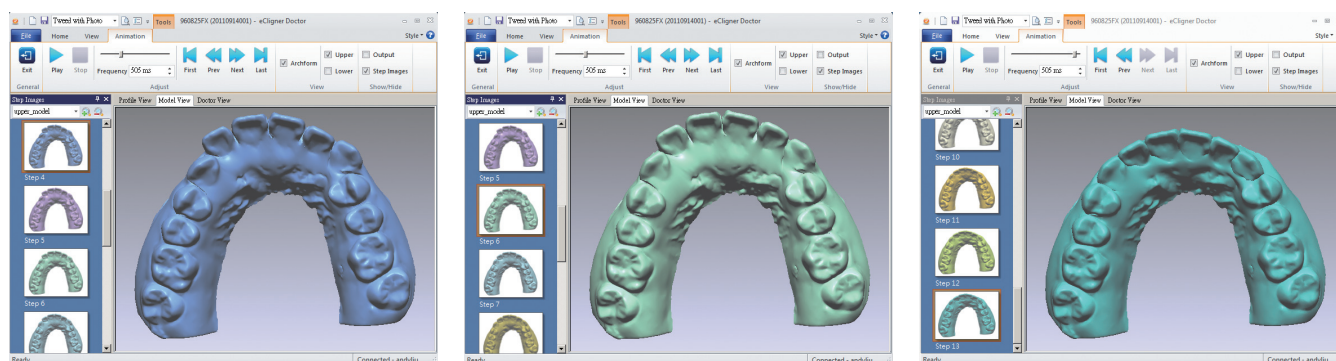 Tweed with Photo Tools 960825FX (20110914001) - eCligner Doctor
File Home View Animation Style
Exit Play Stop Frequency 505 ms First Prev Next Last Archform Upper Lower Output Step Images
General Adjust View Show/Hide
Step Images Profile View Model View Doctor View
upper_model
Step 4
Step 5
Step 6
Ready Connected - andyliu
Tweed with Photo Tools 960825FX (20110914001) - eCligner Doctor
File Home View Animation Style
Exit Play Stop Frequency 505 ms First Prev Next Last Archform Upper Lower Output Step Images
General Adjust View Show/Hide
Step Images Profile View Model View Doctor View
upper_model
Step 5
Step 6
Step 7
Ready Connected - andyliu
Tweed with Photo Tools 960825FX (20110914001) - eCligner Doctor
File Home View Animation Style
Exit Play Stop Frequency 505 ms First Prev Next Last Archform Upper Lower Output Step Images
General Adjust View Show/Hide
Step Images Profile View Model View Doctor View
upper_model
Step 10
Step 11
Step 12
Step 13
Ready Connected - andyliu